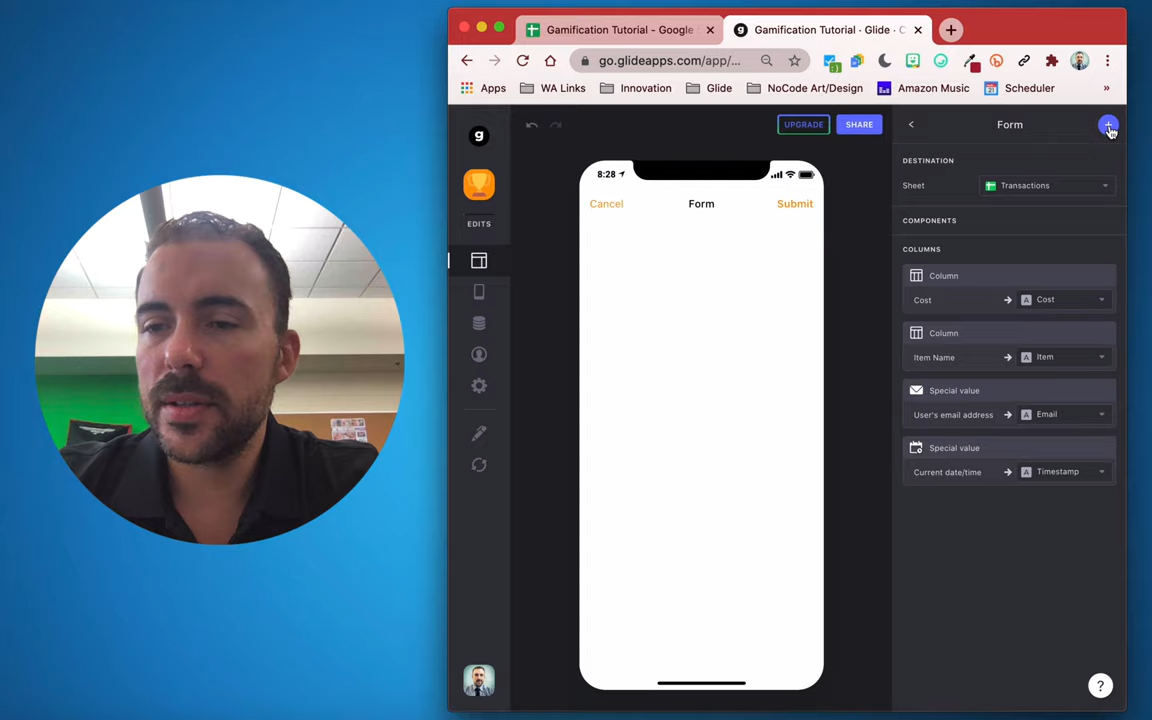 Gamification Tutorial - Google
Gamification Tutorial · Glide · C
go.glideapps.com/app/...
Apps
WA Links
Innovation
Glide
NoCode Art/Design
Amazon Music
Scheduler
»
g
UPGRADE
SHARE
Form
EDITS
8:28
Cancel
Form
Submit
DESTINATION
Sheet
Transactions
COMPONENTS
COLUMNS
Column
Cost
A Cost
Column
Item Name
A Item
Special value
User's email address
A Email
Special value
Current date/time
A Timestamp
?